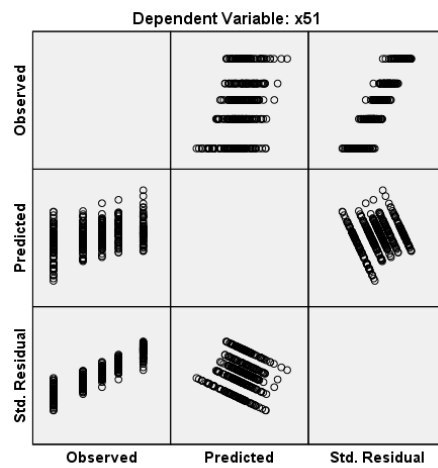 Dependent Variable: x51
Observed
Predicted
Std. Residual
Observed Predicted Std. Residual